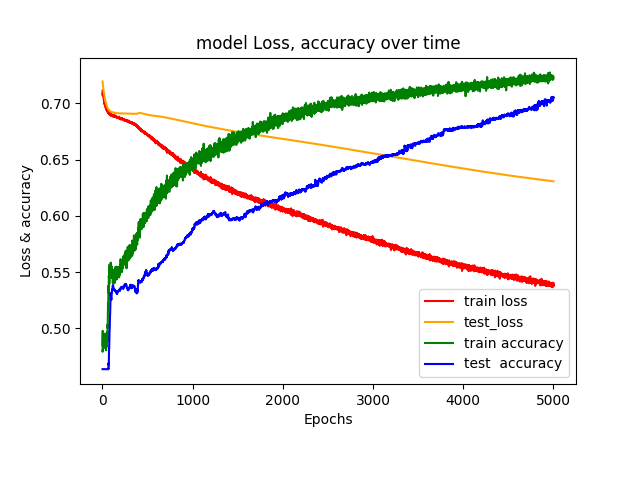 model Loss, accuracy over time
Loss & accuracy
0.70
0.65
0.60
0.55
0.50
0
1000
2000
3000
4000
5000
Epochs
train loss
test_loss
train accuracy
test  accuracy